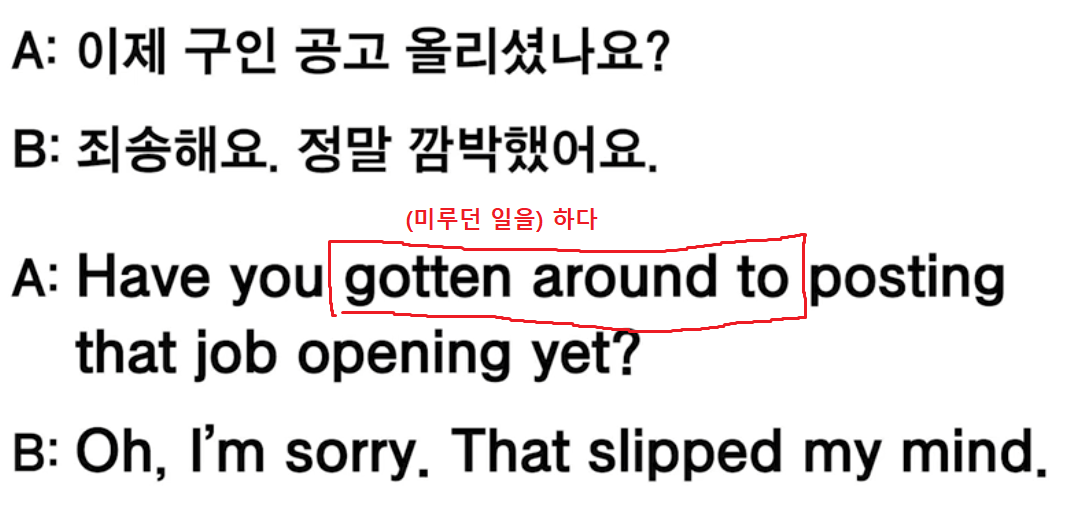 A: 이제 구인 공고 올리셨나요?
B: 죄송해요. 정말 깜박했어요.
(미루던 일을) 하다
A: Have you gotten around to posting
that job opening yet?
B: Oh, I’m sorry. That slipped my mind.